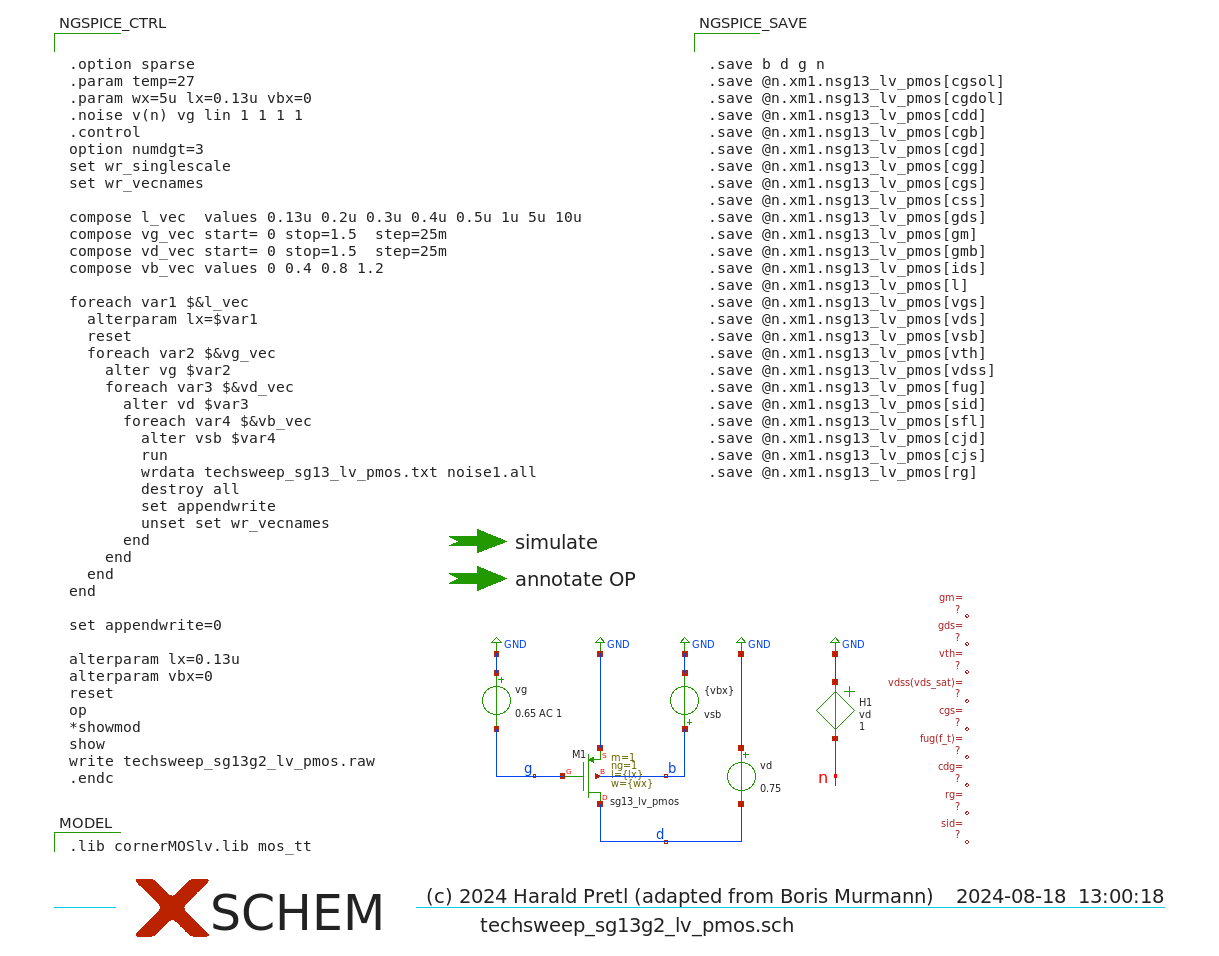 NGSPICE_CTRL
.option sparse
.param temp=27
.param wx=5u lx=0.13u vbx=0
.noise v(n) vg lin 1 1 1 1
.control
option numdgt=3
set wr_singlescale
set wr_vecnames
compose l_vec  values 0.13u 0.2u 0.3u 0.4u 0.5u 1u 5u 10u
compose vg_vec start= 0 stop=1.5  step=25m
compose vd_vec start= 0 stop=1.5  step=25m
compose vb_vec values 0 0.4 0.8 1.2
foreach var1 $&l_vec
alterparam lx=$var1
reset
foreach var2 $&vg_vec
alter vg $var2
foreach var3 $&vd_vec
alter vd $var3
foreach var4 $&vb_vec
alter vsb $var4
run
wrdata techsweep_sg13_lv_pmos.txt noise1.all
destroy all
set appendwrite
unset set wr_vecnames
end
end
end
end
set appendwrite=0
alterparam lx=0.13u
alterparam vbx=0
reset
op
*showmod
show
write techsweep_sg13g2_lv_pmos.raw
.endc
MODEL
.lib cornerMOSlv.lib mos_tt
NGSPICE_SAVE
.save b d g n
.save @n.xm1.nsg13_lv_pmos[cgsol]
.save @n.xm1.nsg13_lv_pmos[cgdol]
.save @n.xm1.nsg13_lv_pmos[cdd]
.save @n.xm1.nsg13_lv_pmos[cgb]
.save @n.xm1.nsg13_lv_pmos[cgd]
.save @n.xm1.nsg13_lv_pmos[cgg]
.save @n.xm1.nsg13_lv_pmos[cgs]
.save @n.xm1.nsg13_lv_pmos[css]
.save @n.xm1.nsg13_lv_pmos[gds]
.save @n.xm1.nsg13_lv_pmos[gm]
.save @n.xm1.nsg13_lv_pmos[gmb]
.save @n.xm1.nsg13_lv_pmos[ids]
.save @n.xm1.nsg13_lv_pmos[l]
.save @n.xm1.nsg13_lv_pmos[vgs]
.save @n.xm1.nsg13_lv_pmos[vds]
.save @n.xm1.nsg13_lv_pmos[vsb]
.save @n.xm1.nsg13_lv_pmos[vth]
.save @n.xm1.nsg13_lv_pmos[vdss]
.save @n.xm1.nsg13_lv_pmos[fug]
.save @n.xm1.nsg13_lv_pmos[sid]
.save @n.xm1.nsg13_lv_pmos[sfl]
.save @n.xm1.nsg13_lv_pmos[cjd]
.save @n.xm1.nsg13_lv_pmos[cjs]
.save @n.xm1.nsg13_lv_pmos[rg]
simulate
annotate OP
GND
GND
GND
GND
GND
vg
0.65 AC 1
{vbx}
vsb
H1
vd
1
M1
S
G
B
D
m=1
ng=1
l={lx}
w={wx}
sg13_lv_pmos
g
b
d
vd
0.75
n
gm=
?
gds=
?
vth=
?
vdss(vds_sat)=
?
cgs=
?
fug(f_t)=
?
cdg=
?
rg=
?
sid=
?
XSCHEM
(c) 2024 Harald Pretl (adapted from Boris Murmann)
2024-08-18  13:00:18
techsweep_sg13g2_lv_pmos.sch